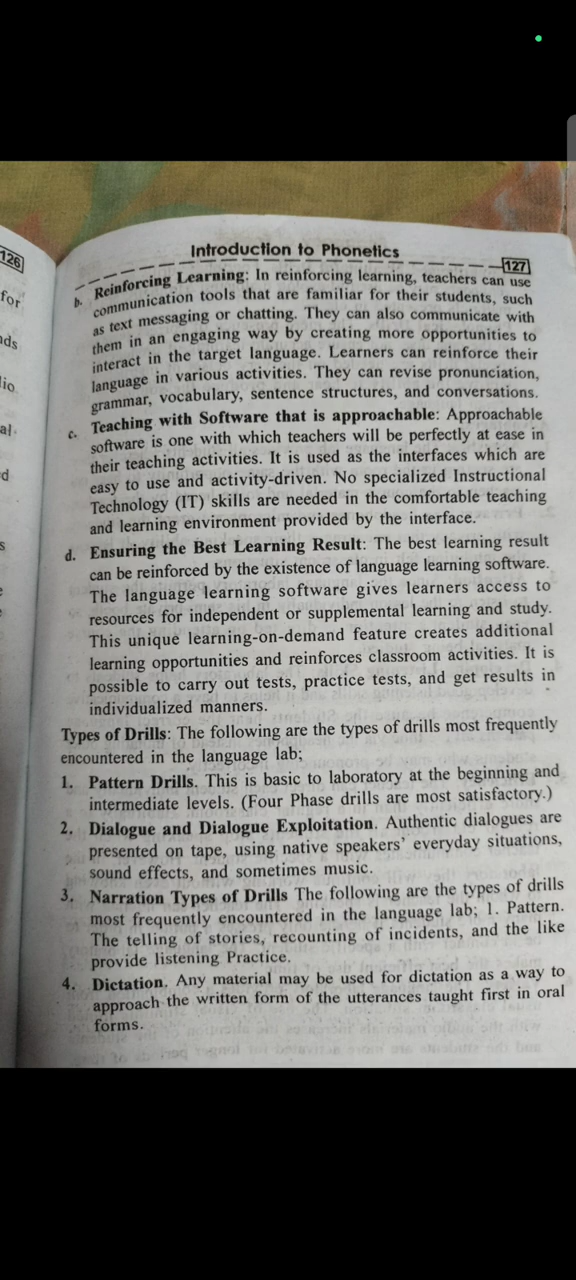 126
for
nds
lio
al-
d
s
Introduction to Phonetics
127
b. Reinforcing Learning: In reinforcing learning, teachers can use
communication tools that are familiar for their students, such
as text messaging or chatting. They can also communicate with
them in an engaging way by creating more opportunities to
interact in the target language. Learners can reinforce their
language in various activities. They can revise pronunciation,
grammar, vocabulary, sentence structures, and conversations.
c. Teaching with Software that is approachable: Approachable
software is one with which teachers will be perfectly at ease in
their teaching activities. It is used as the interfaces which are
easy to use and activity-driven. No specialized Instructional
Technology (IT) skills are needed in the comfortable teaching
and learning environment provided by the interface.
d. Ensuring the Best Learning Result: The best learning result
can be reinforced by the existence of language learning software.
The language learning software gives learners access to
resources for independent or supplemental learning and study.
This unique learning-on-demand feature creates additional
learning opportunities and reinforces classroom activities. It is
possible to carry out tests, practice tests, and get results in
individualized manners.
Types of Drills: The following are the types of drills most frequently
encountered in the language lab;
1. Pattern Drills. This is basic to laboratory at the beginning and
intermediate levels. (Four Phase drills are most satisfactory.)
2. Dialogue and Dialogue Exploitation. Authentic dialogues are
presented on tape, using native speakers' everyday situations,
sound effects, and sometimes music.
3. Narration Types of Drills The following are the types of drills
most frequently encountered in the language lab; 1. Pattern.
The telling of stories, recounting of incidents, and the like
provide listening Practice.
4. Dictation. Any material may be used for dictation as a way to
approach the written form of the utterances taught first in oral
forms.